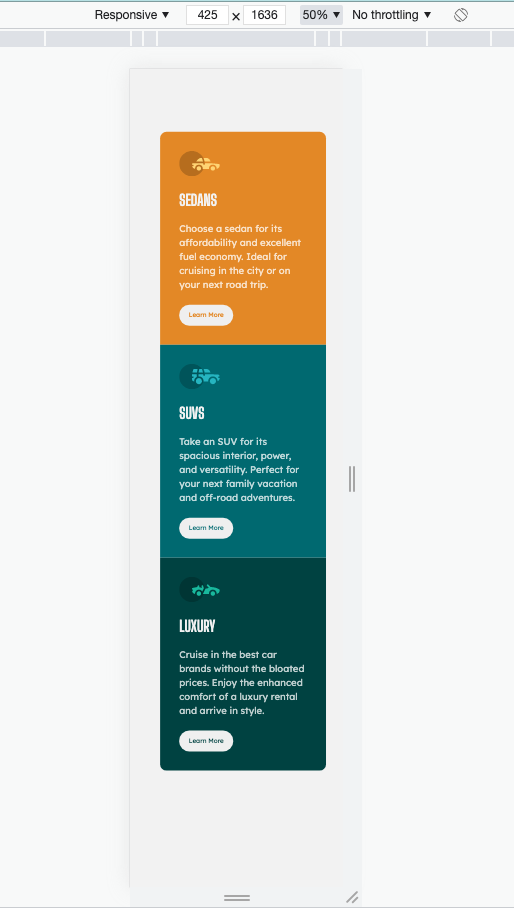 Responsive ▼ 425 × 1636 50% ▼ No throttling ▼
SEDANS
Choose a sedan for its
affordability and excellent
fuel economy. Ideal for
cruising in the city or on
your next road trip.
Learn More
SUVS
Take an SUV for its
spacious interior, power,
and versatility. Perfect for
your next family vacation
and off-road adventures.
Learn More
LUXURY
Cruise in the best car
brands without the bloated
prices. Enjoy the enhanced
comfort of a luxury rental
and arrive in style.
Learn More